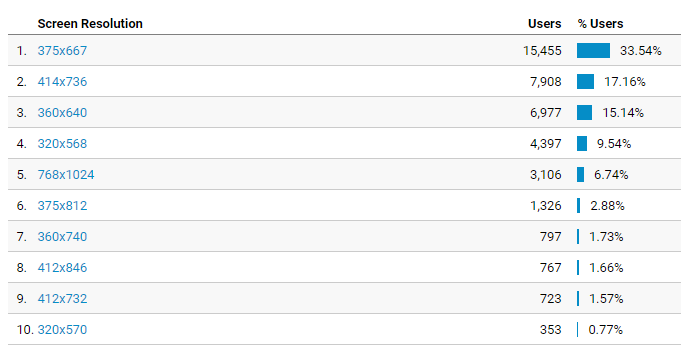 Screen Resolution Users % Users
1. 375x667 15,455 33.54%
2. 414x736 7,908 17.16%
3. 360x640 6,977 15.14%
4. 320x568 4,397 9.54%
5. 768x1024 3,106 6.74%
6. 375x812 1,326 2.88%
7. 360x740 797 1.73%
8. 412x846 767 1.66%
9. 412x732 723 1.57%
10. 320x570 353 0.77%